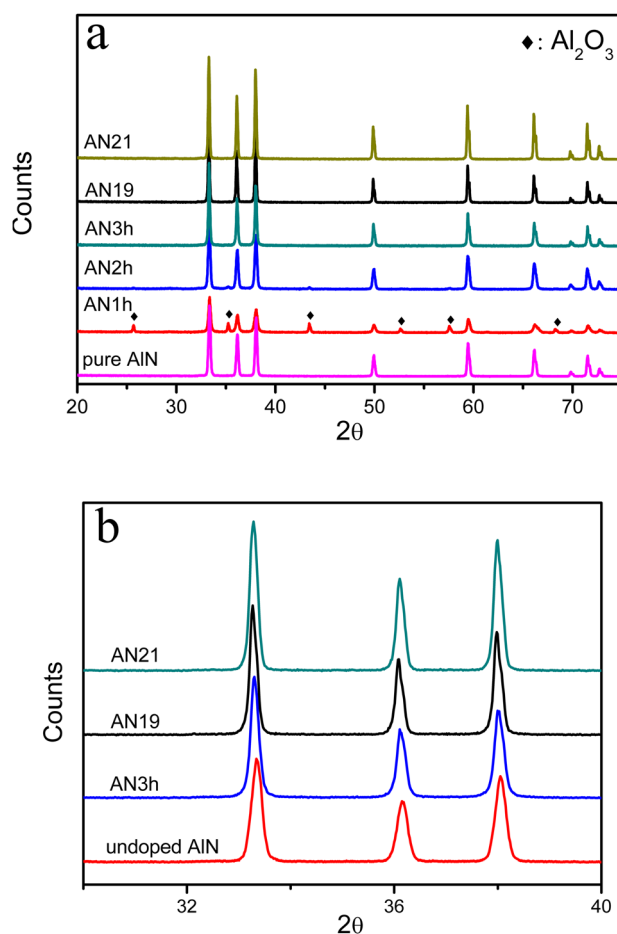 a
♦: Al₂O₃
AN21
AN19
AN3h
AN2h
AN1h
pure AlN
Counts
20 30 40 50 60 70
2θ
b
AN21
AN19
AN3h
undoped AlN
Counts
32 36 40
2θ